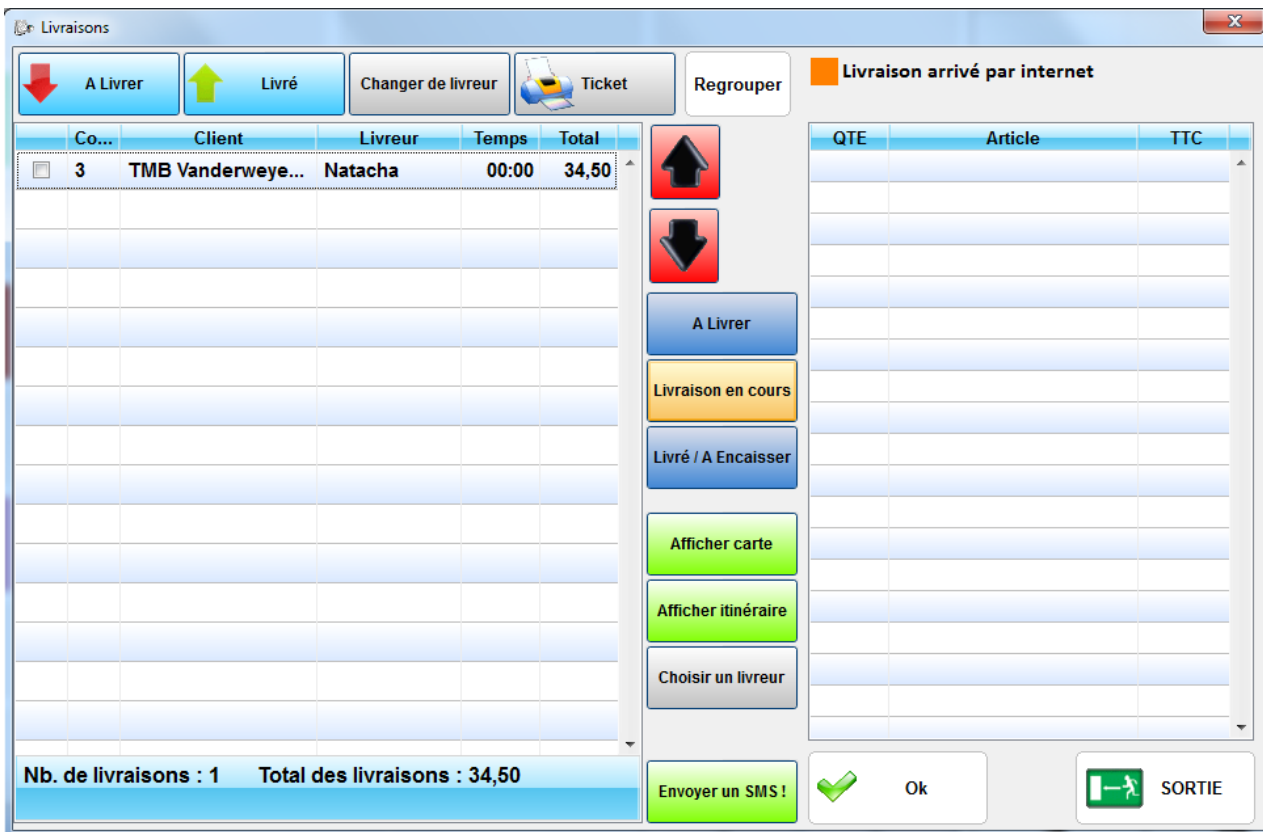 Livraisons
A Livrer
Livré
Changer de livreur
Ticket
Regrouper
Livraison arrivé par internet
Co... Client Livreur Temps Total
3 TMB Vanderweye... Natacha 00:00 34,50
QTE Article TTC
A Livrer
Livraison en cours
Livré / A Encaisser
Afficher carte
Afficher itinéraire
Choisir un livreur
Envoyer un SMS !
Nb. de livraisons : 1 Total des livraisons : 34,50
Ok
SORTIE